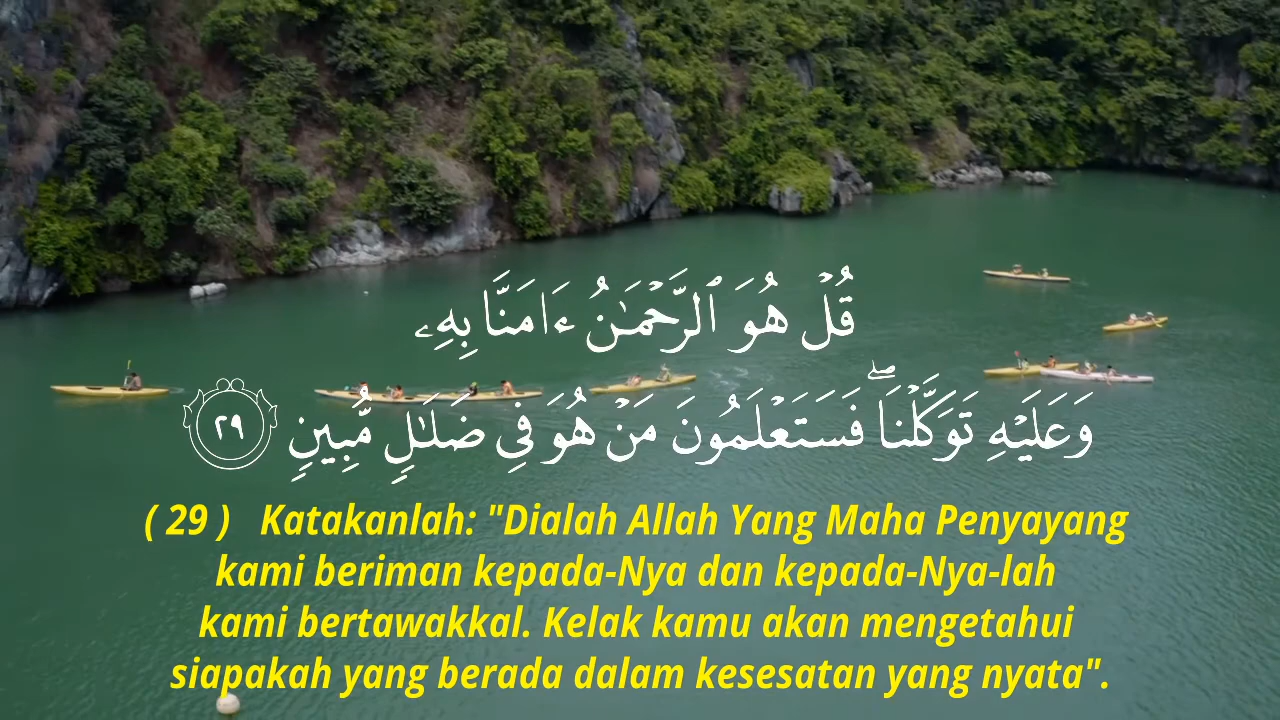 قُلۡ هُوَ ٱلرَّحۡمَـٰنُ ءَامَنَّا بِهِۦ
وَعَلَيۡهِ تَوَكَّلۡنَاۖ فَسَتَعۡلَمُونَ مَنۡ هُوَ فِی ضَلَـٰلٍ مُّبِینٍ ٢٩
( 29 ) Katakanlah: "Dialah Allah Yang Maha Penyayang
kami beriman kepada-Nya dan kepada-Nya-lah
kami bertawakkal. Kelak kamu akan mengetahui
siapakah yang berada dalam kesesatan yang nyata".